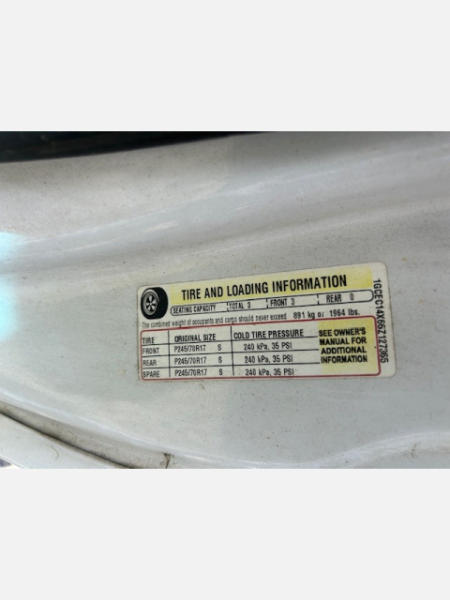 TIRE AND LOADING INFORMATION
SEATING CAPACITY TOTAL 3 FRONT 3 REAR 0
The combined weight of occupants and cargo should never exceed 891 kg or 1964 lbs.
TIRE ORIGINAL SIZE COLD TIRE PRESSURE
FRONT P245/70R17 S 240 kPa, 35 PSI
REAR P245/70R17 S 240 kPa, 35 PSI
SPARE P245/70R17 S 240 kPa, 35 PSI
SEE OWNER'S
MANUAL FOR
ADDITIONAL
INFORMATION
1GCEC14X66Z127365